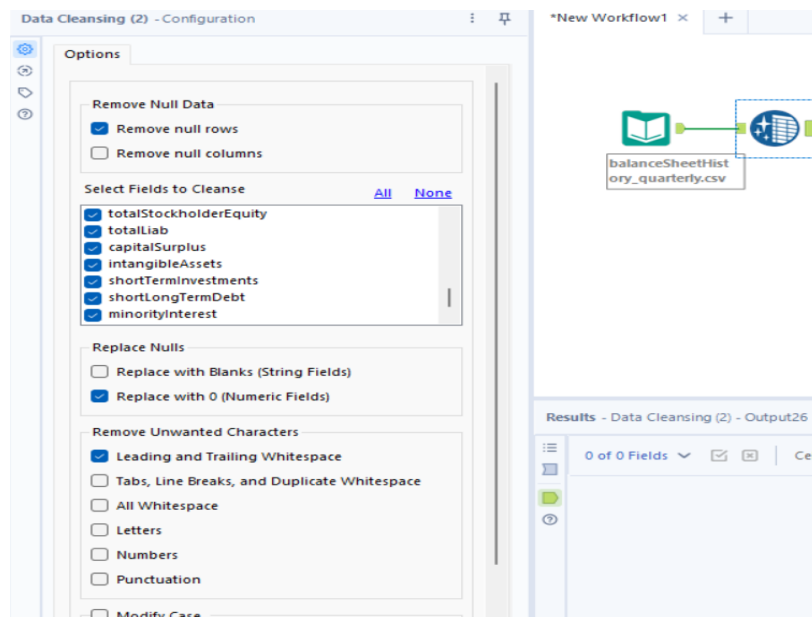 Data Cleansing (2) - Configuration
Options
Remove Null Data
Remove null rows
Remove null columns
Select Fields to Cleanse
All None
totalStockholderEquity
totalLiab
capitalSurplus
intangibleAssets
shortTermInvestments
shortLongTermDebt
minorityInterest
Replace Nulls
Replace with Blanks (String Fields)
Replace with 0 (Numeric Fields)
Remove Unwanted Characters
Leading and Trailing Whitespace
Tabs, Line Breaks, and Duplicate Whitespace
All Whitespace
Letters
Numbers
Punctuation
Modify Case
*New Workflow1
balanceSheetHist
ory_quarterly.csv
Results - Data Cleansing (2) - Output26
0 of 0 Fields
Ce